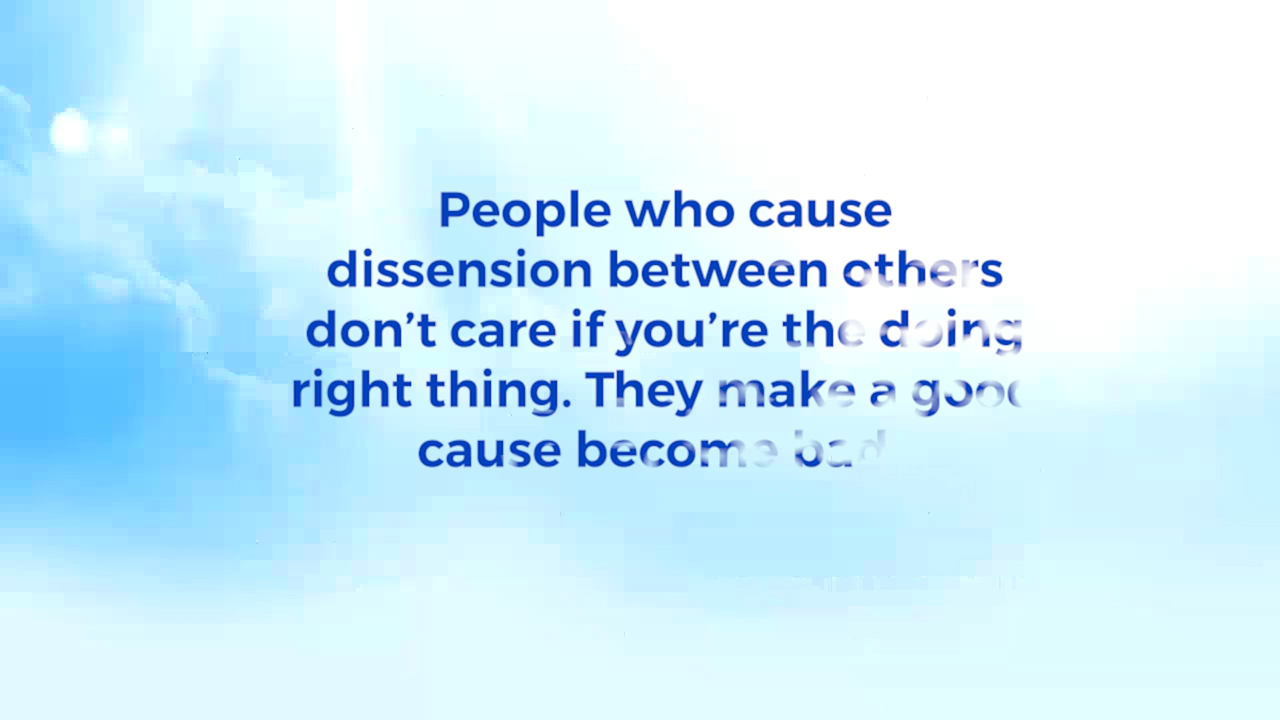 People who cause
dissension between others
don’t care if you’re the doing
right thing. They make a good
cause become bad